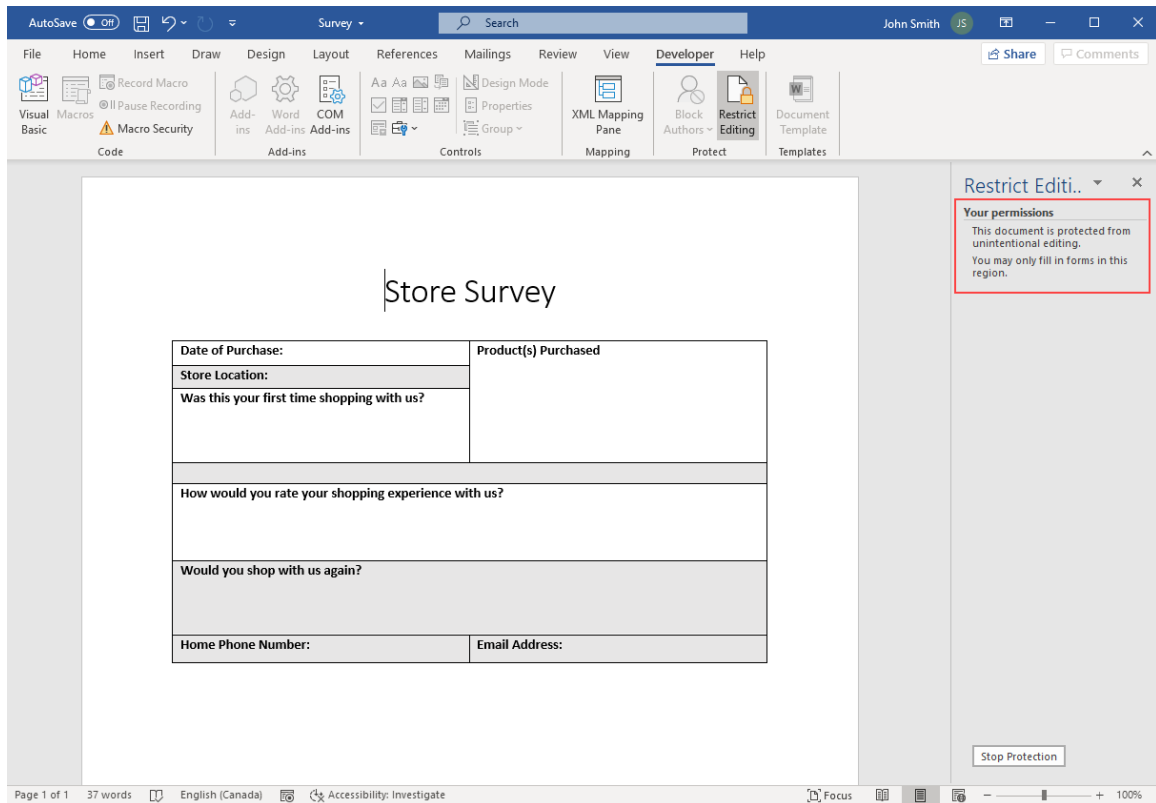 AutoSave Off Survey Search John Smith JS
File Home Insert Draw Design Layout References Mailings Review View Developer Help Share Comments
Visual Basic
Macros
Record Macro
Pause Recording
Macro Security
Code
Add-ins
Word Add-ins
COM Add-ins
Add-ins
Aa Aa
Design Mode
Properties
Group
Controls
XML Mapping Pane
Mapping
Block Authors
Restrict Editing
Protect
Document Template
Templates
Restrict Editi..
Your permissions
This document is protected from
unintentional editing.
You may only fill in forms in this
region.
Store Survey
Date of Purchase:
Product(s) Purchased
Store Location:
Was this your first time shopping with us?
How would you rate your shopping experience with us?
Would you shop with us again?
Home Phone Number:
Email Address:
Stop Protection
Page 1 of 1 37 words English (Canada) Accessibility: Investigate Focus 100%